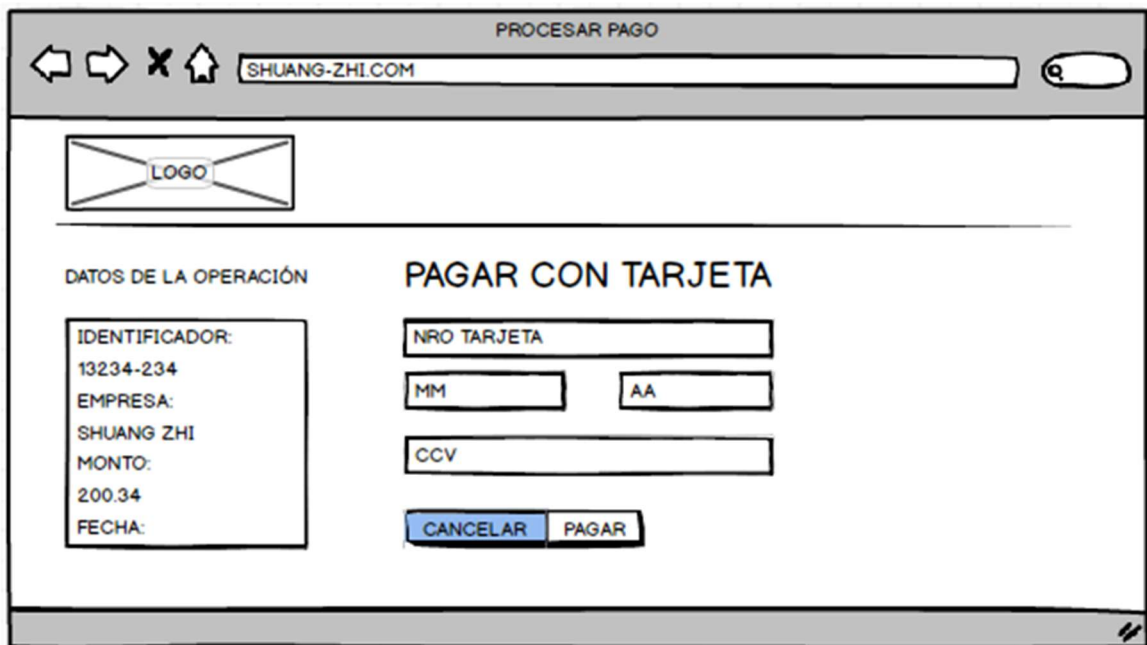 PROCESAR PAGO
SHUANG-ZHI.COM
LOGO
DATOS DE LA OPERACIÓN
IDENTIFICADOR:
13234-234
EMPRESA:
SHUANG ZHI
MONTO:
200.34
FECHA:
PAGAR CON TARJETA
NRO TARJETA
MM AA
CCV
CANCELAR PAGAR